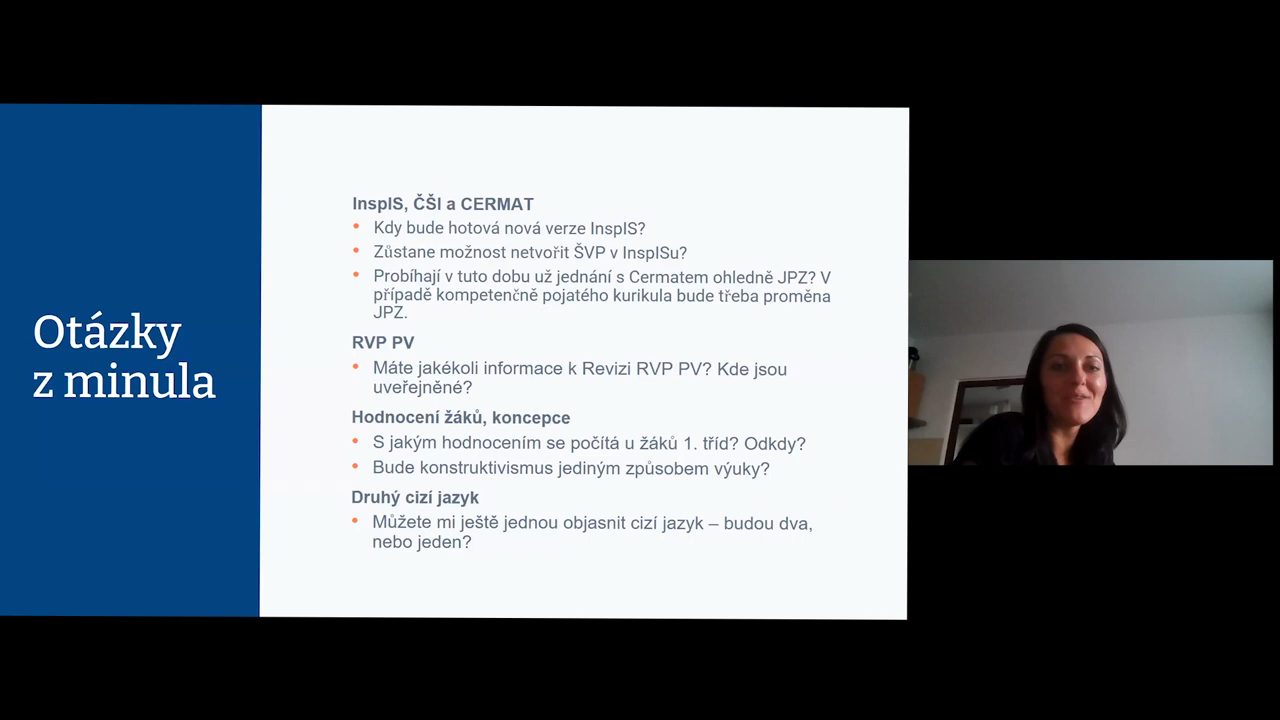 Otázky
z minula
InspIS, ČŠI a CERMAT
• Kdy bude hotová nová verze InspIS?
• Zůstane možnost netvořit ŠVP v InspISu?
• Probíhají v tuto dobu už jednání s Cermatem ohledně JPZ? V
případě kompetenčně pojatého kurikula bude třeba proměna
JPZ.
RVP PV
• Máte jakékoli informace k Revizi RVP PV? Kde jsou
uveřejněné?
Hodnocení žáků, koncepce
• S jakým hodnocením se počítá u žáků 1. tříd? Odkdy?
• Bude konstruktivismus jediným způsobem výuky?
Druhý cizí jazyk
• Můžete mi ještě jednou objasnit cizí jazyk – budou dva,
nebo jeden?